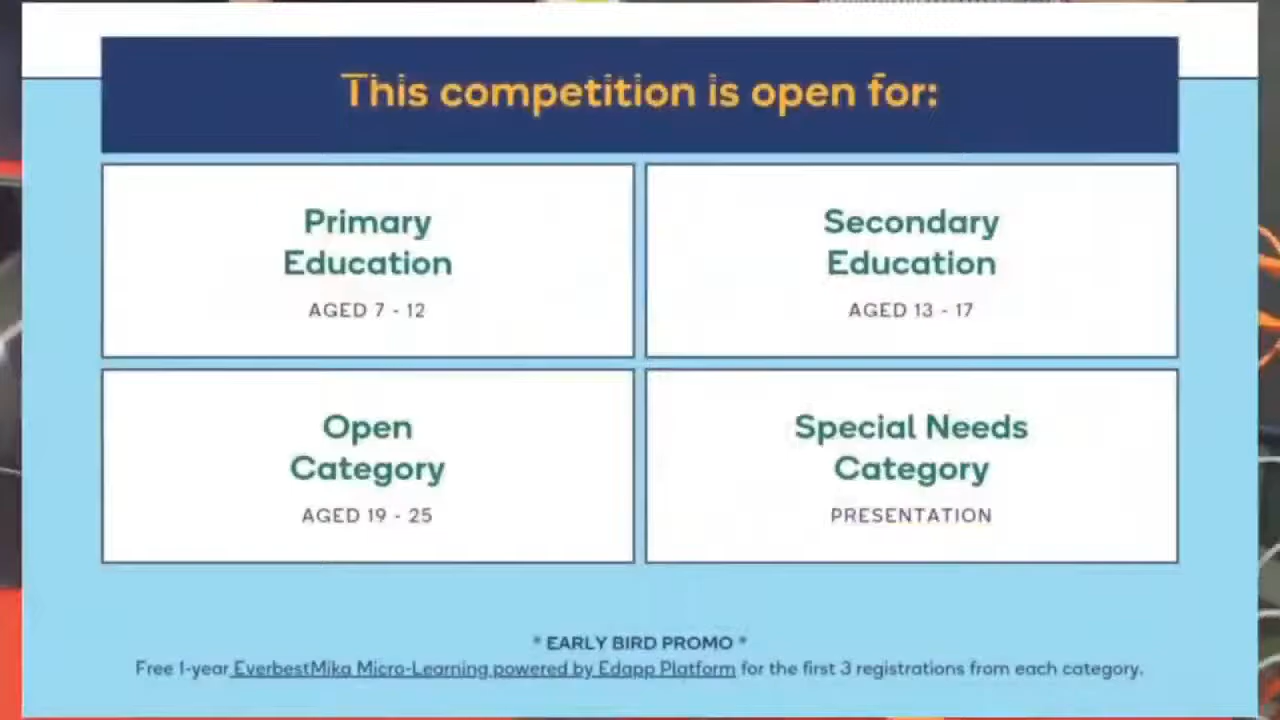 This competition is open for:
Primary
Education
AGED 7 - 12
Secondary
Education
AGED 13 - 17
Open
Category
AGED 19 - 25
Special Needs
Category
PRESENTATION
* EARLY BIRD PROMO *
Free 1-year EverbestMika Micro-Learning powered by Edapp Platform for the first 3 registrations from each category.